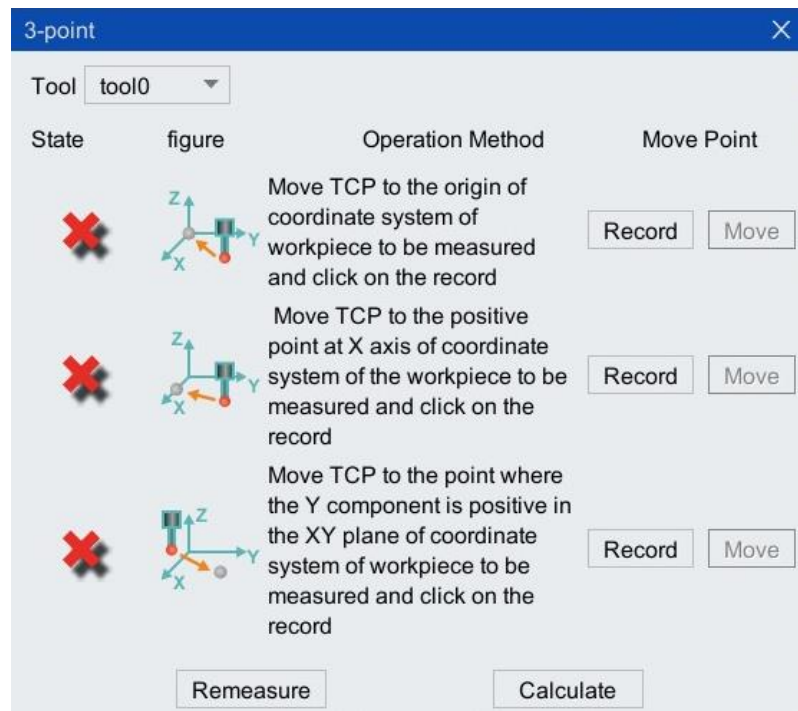 3-point
Tool tool0
State figure Operation Method Move Point
Z
Y
X
Move TCP to the origin of
coordinate system of
workpiece to be measured
and click on the record
Record Move
Z
Y
X
Move TCP to the positive
point at X axis of coordinate
system of the workpiece to be
measured and click on the
record
Record Move
Z
Y
X
Move TCP to the point where
the Y component is positive in
the XY plane of coordinate
system of workpiece to be
measured and click on the
record
Record Move
Remeasure Calculate